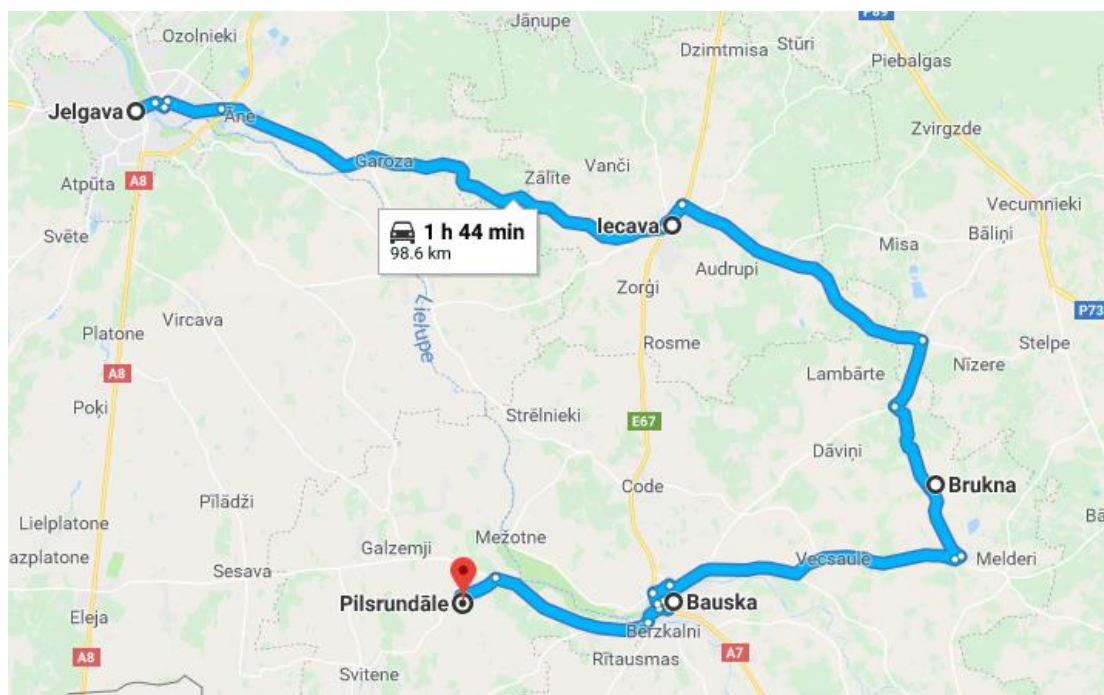 Jāņupe
P89
Ozolnieki
Dzimtmisa
Stūri
Piebalgas
Jelgava
Āne
Zvirgzde
Garoza
Vanči
Zālīte
Atpūta
A8
Vecumnieki
Iecava
Bāliņi
Svēte
1 h 44 min
98.6 km
Misa
Audrupi
Zorģi
P73
Lielupe
Vircava
Platone
Rosme
Stelpe
Nīzere
A8
Lambārte
Poķi
Strēlnieki
E67
Dāviņi
Code
Brukna
Pīlādži
Lielplatone
Bā
Mežotne
Galzemji
azplatone
Sesava
Vecsaule
Melderi
Pilsrundāle
Bauska
Eleja
Bērzkalni
A8
Rītausmas
A7
Svitene